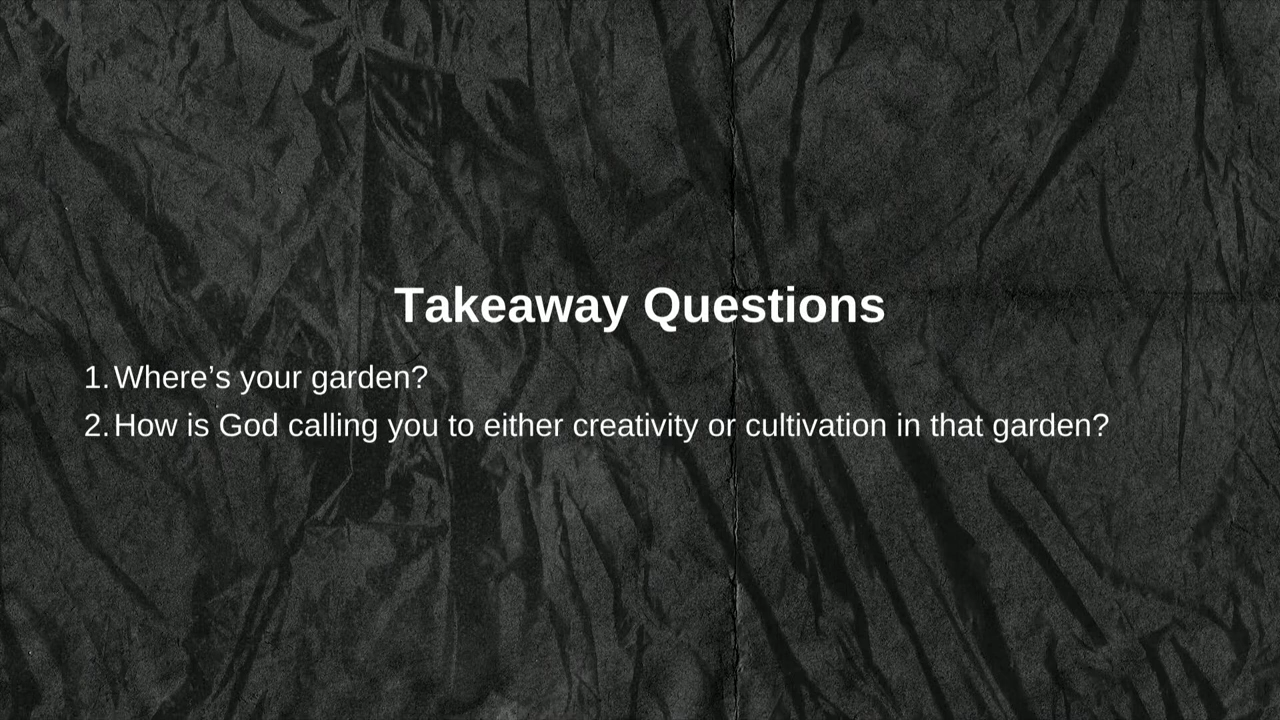 Takeaway Questions
1. Where’s your garden?
2. How is God calling you to either creativity or cultivation in that garden?